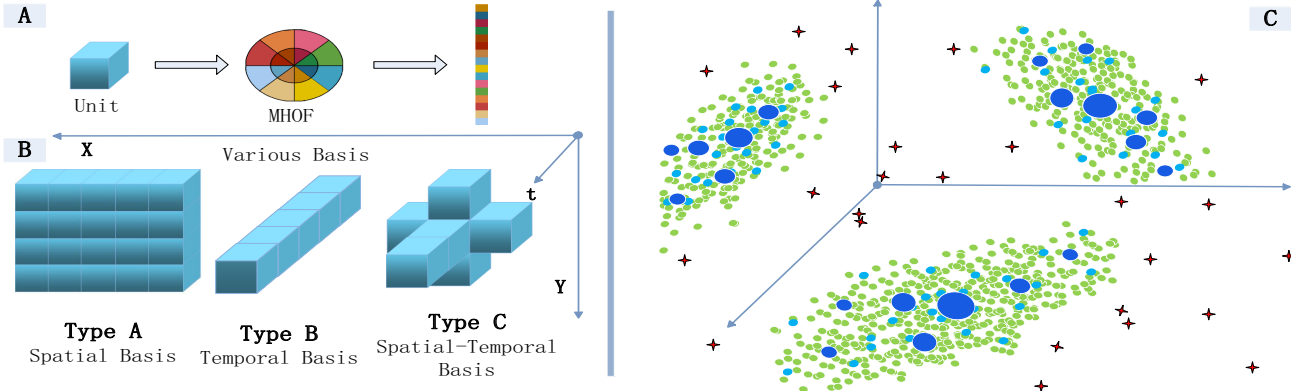 A
C
Unit
MHOF
B
X
Various Basis
t
Y
Type A
Type B
Type C
Spatial Basis
Temporal Basis
Spatial-Temporal
Basis